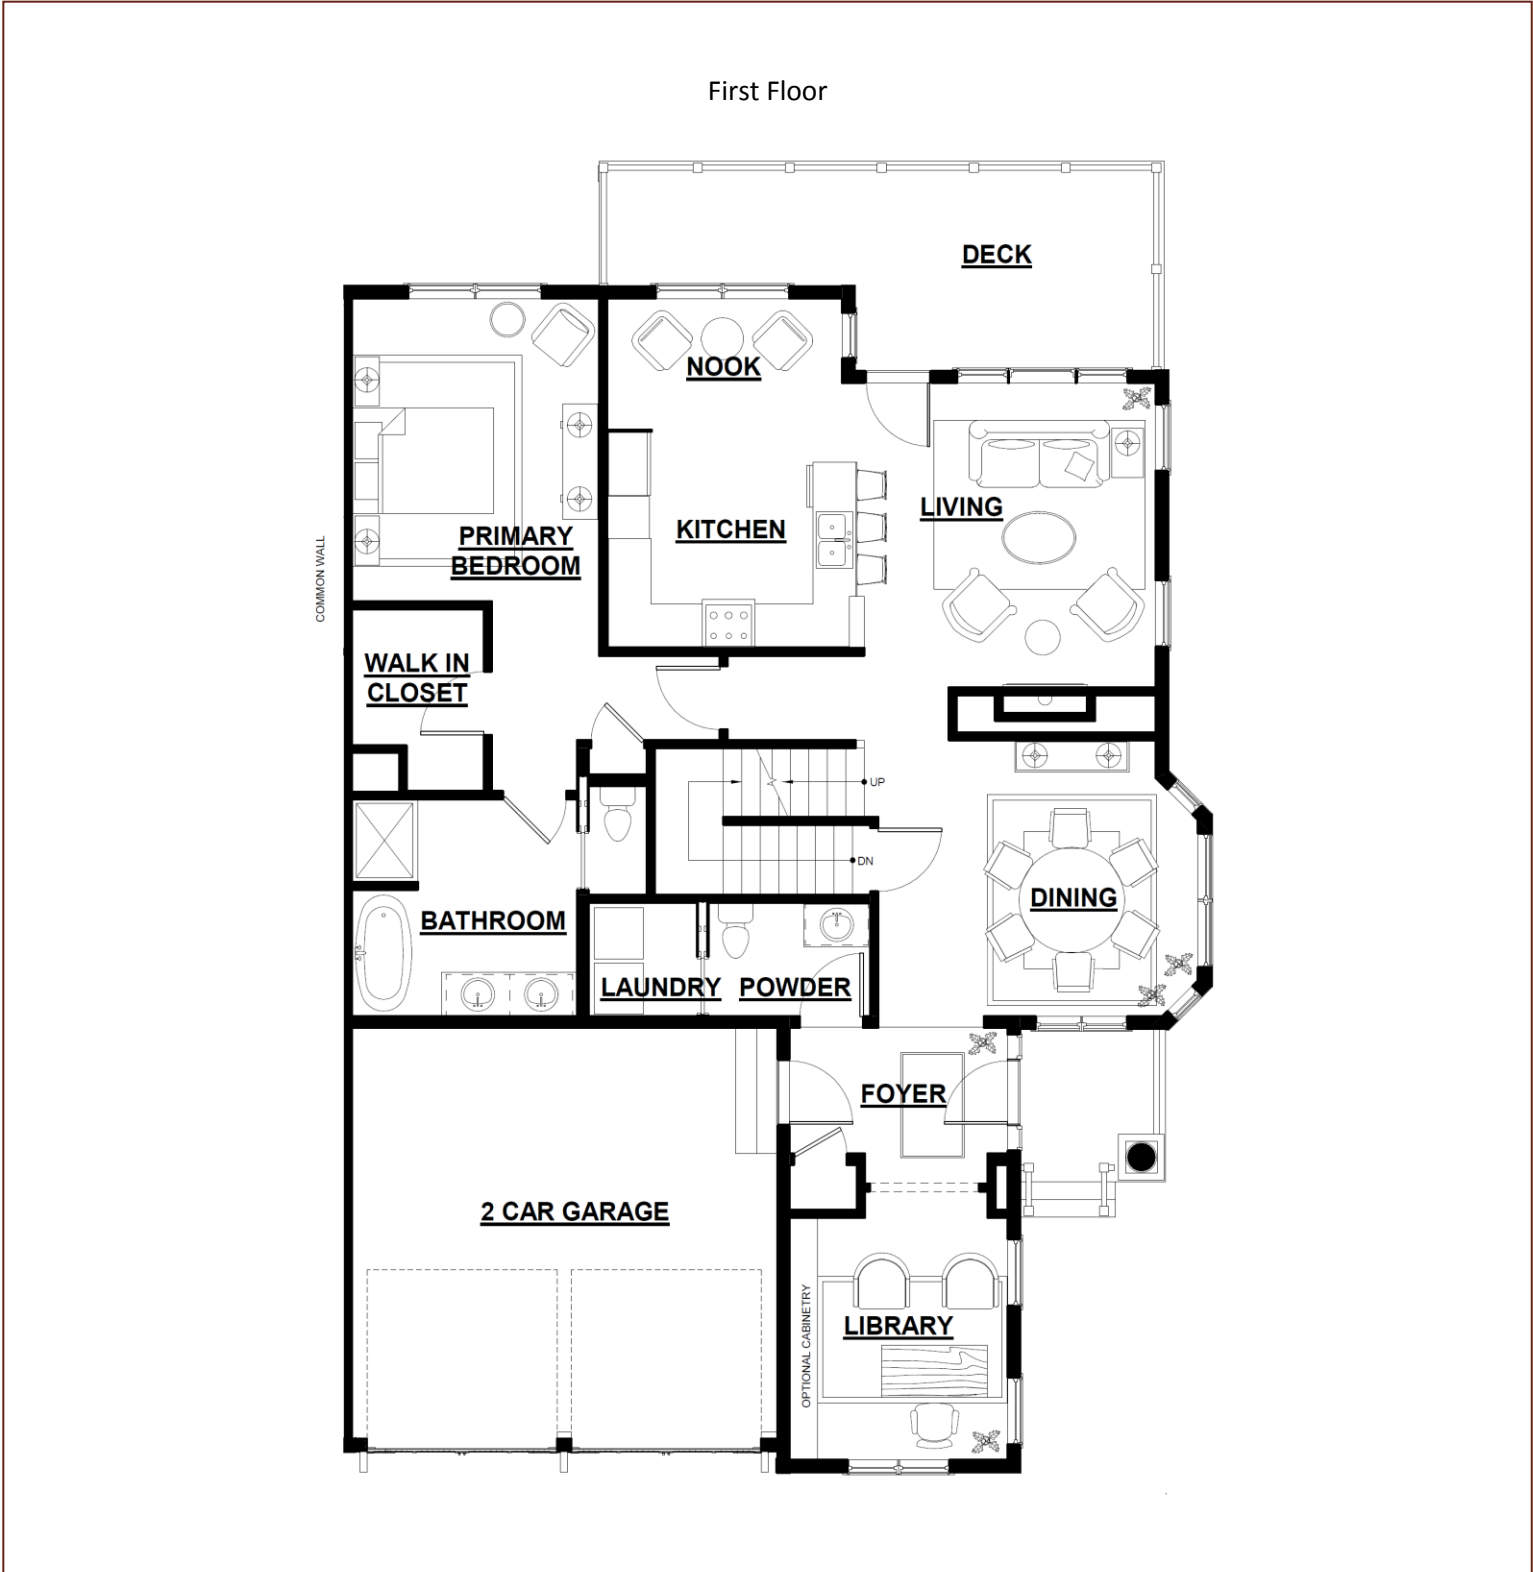 First Floor
DECK
NOOK
LIVING
KITCHEN
PRIMARY
BEDROOM
COMMON WALL
WALK IN
CLOSET
UP
DN
DINING
BATHROOM
LAUNDRY
POWDER
FOYER
2 CAR GARAGE
OPTIONAL CABINETRY
LIBRARY